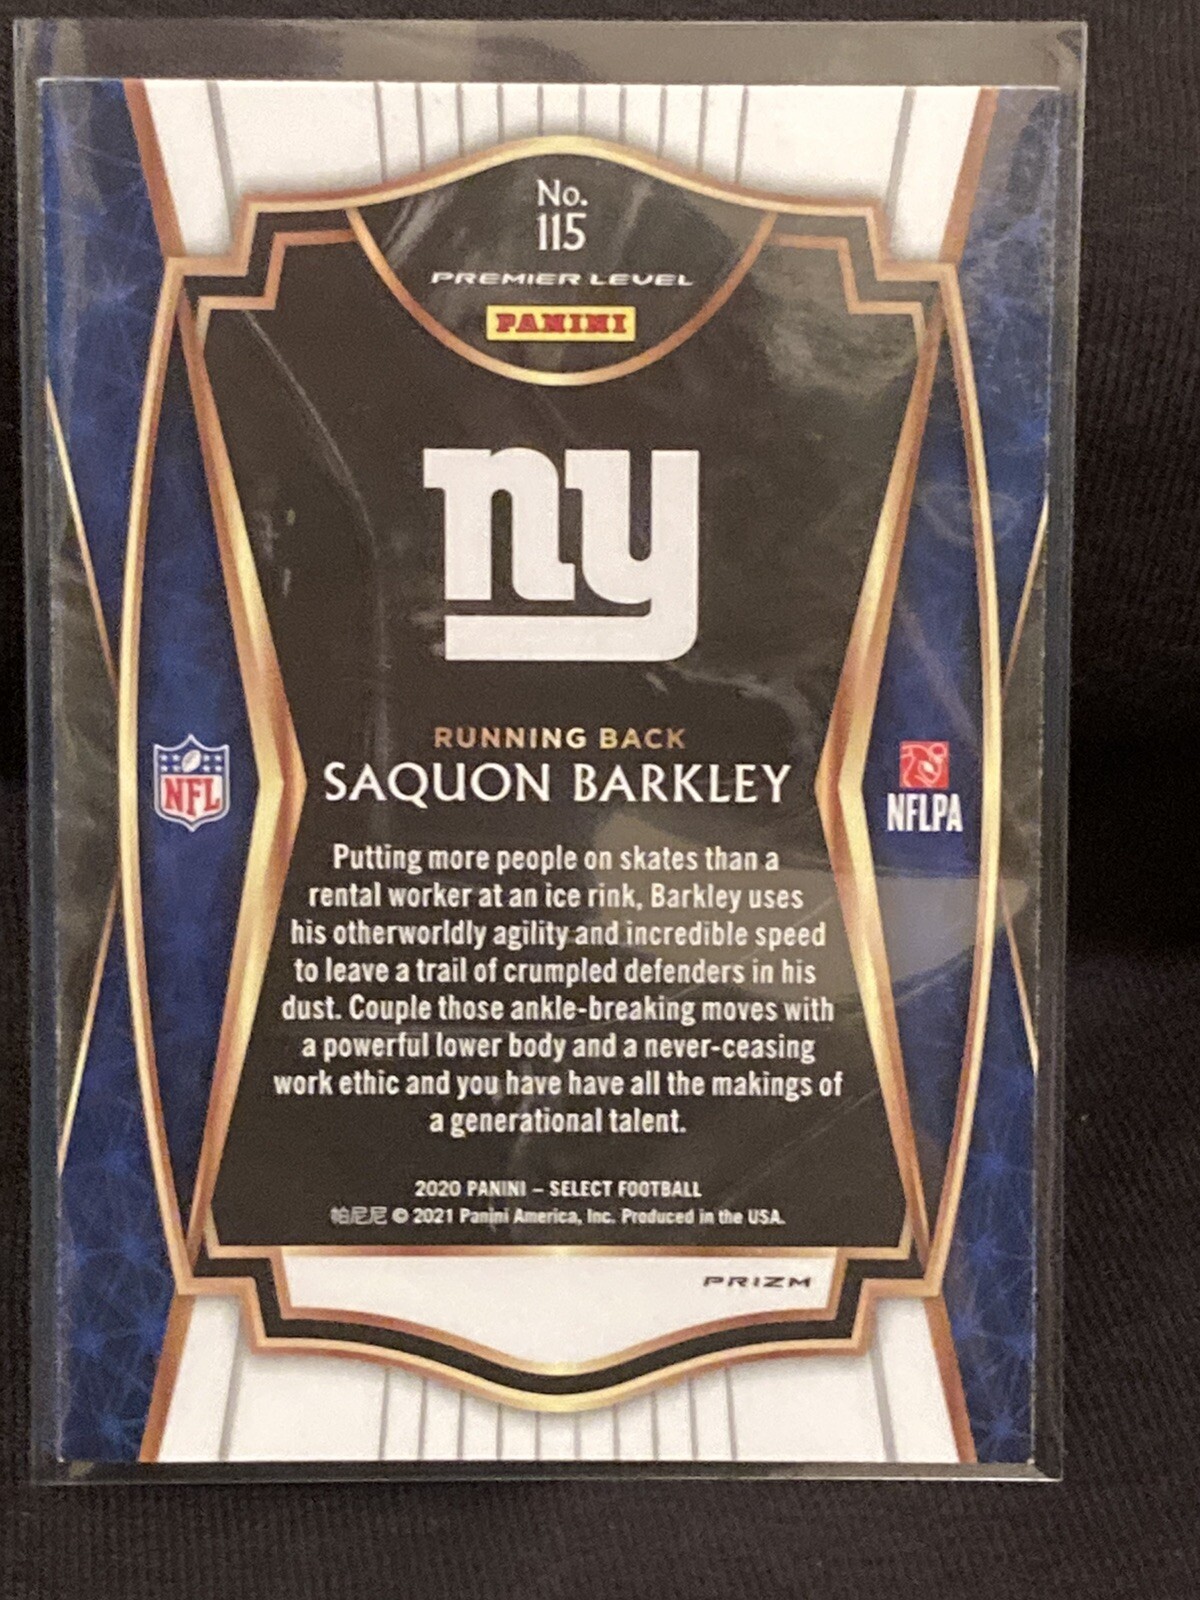 No.
115
PREMIER LEVEL
PANINI
ny
RUNNING BACK
SAQUON BARKLEY
NFL
NFLPA
Putting more people on skates than a
rental worker at an ice rink, Barkley uses
his otherworldly agility and incredible speed
to leave a trail of crumpled defenders in his
dust. Couple those ankle-breaking moves with
a powerful lower body and a never-ceasing
work ethic and you have have all the makings of
a generational talent.
2020 PANINI – SELECT FOOTBALL
帕尼尼 © 2021 Panini America, Inc. Produced in the USA.
PRIZM